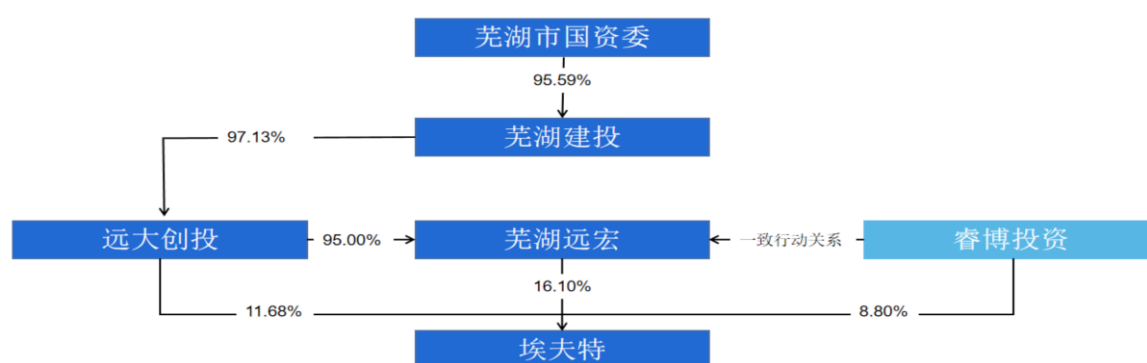 芜湖市国资委
95.59%
97.13%
芜湖建投
远大创投
95.00%
芜湖远宏
一致行动关系
睿博投资
16.10%
11.68%
8.80%
埃夫特